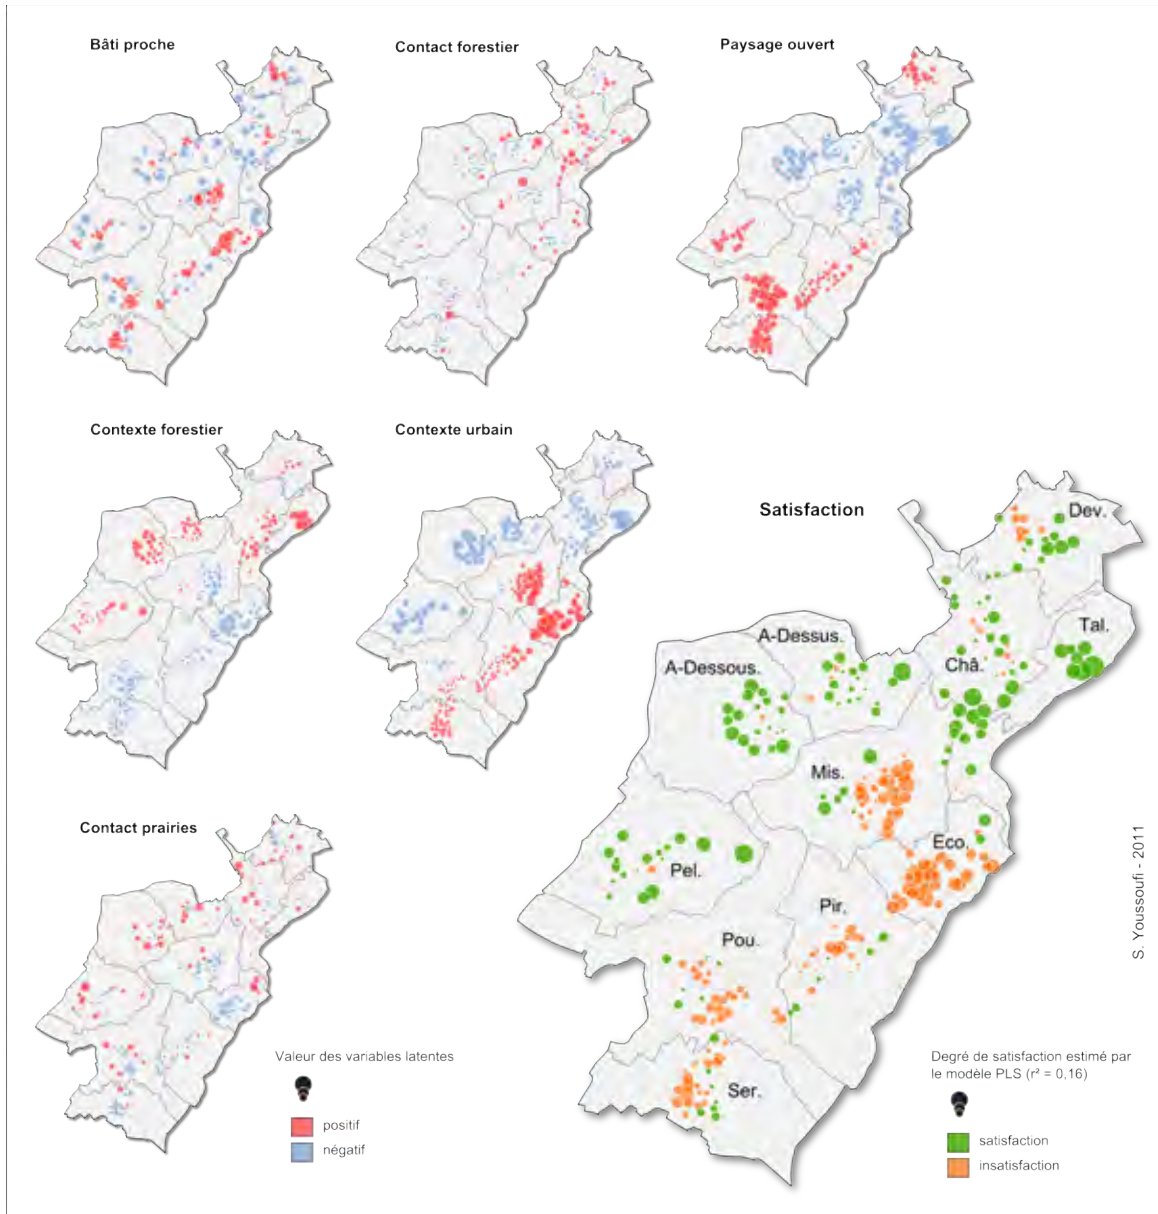 Bâti proche
Contact forestier
Paysage ouvert
Contexte forestier
Contexte urbain
Satisfaction
Dev.
Tal.
A-Dessus.
A-Dessous.
Châ.
Mis.
Eco.
Pel.
Pir.
Pou.
Ser.
Contact prairies
Valeur des variables latentes
positif
négatif
Degré de satisfaction estimé par
le modèle PLS (r² = 0,16)
satisfaction
insatisfaction
S. Youssoufi - 2011